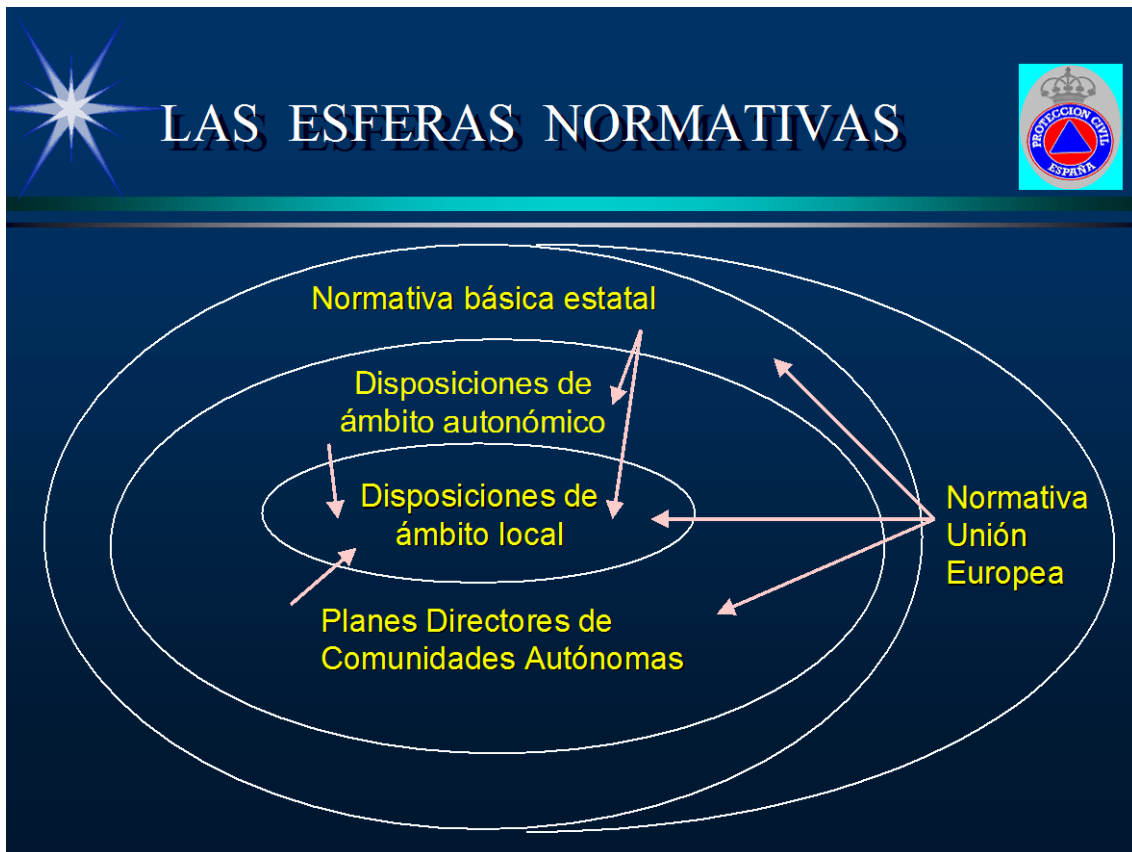 LAS ESFERAS NORMATIVAS
PROTECCION CIVIL
ESPAÑA
Normativa básica estatal
Disposiciones de
ámbito autonómico
Disposiciones de
ámbito local
Normativa
Unión
Europea
Planes Directores de
Comunidades Autónomas